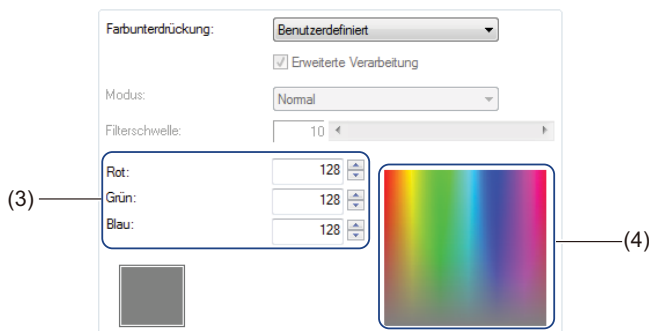 Farbunterdrückung: Benutzerdefiniert
Erweiterte Verarbeitung
Modus: Normal
Filterschwelle: 10
Rot: 128
(3) Grün: 128
Blau: 128
(4)